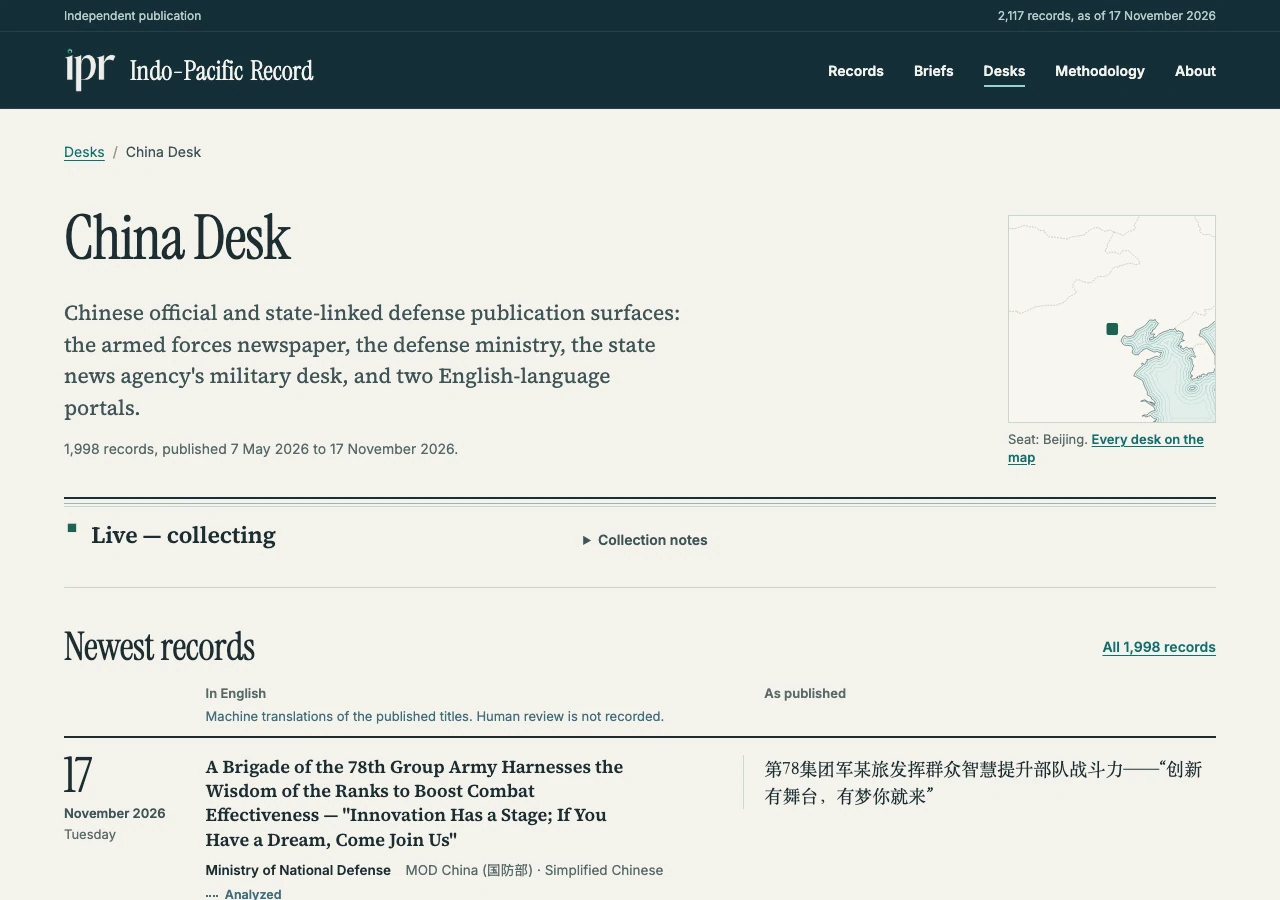 Independent publication
2,117 records, as of 17 November 2026
ipr Indo-Pacific Record
Records Briefs Desks Methodology About
Desks / China Desk
China Desk
Chinese official and state-linked defense publication surfaces:
the armed forces newspaper, the defense ministry, the state
news agency's military desk, and two English-language
portals.
1,998 records, published 7 May 2026 to 17 November 2026.
Seat: Beijing. Every desk on the
map
Live — collecting
Collection notes
Newest records
All 1,998 records
In English
Machine translations of the published titles. Human review is not recorded.
As published
17
November 2026
Tuesday
A Brigade of the 78th Group Army Harnesses the
Wisdom of the Ranks to Boost Combat
Effectiveness — "Innovation Has a Stage; If You
Have a Dream, Come Join Us"
Ministry of National Defense MOD China (国防部) · Simplified Chinese
Analyzed
第78集团军某旅发挥群众智慧提升部队战斗力——“创新
有舞台，有梦你就来”